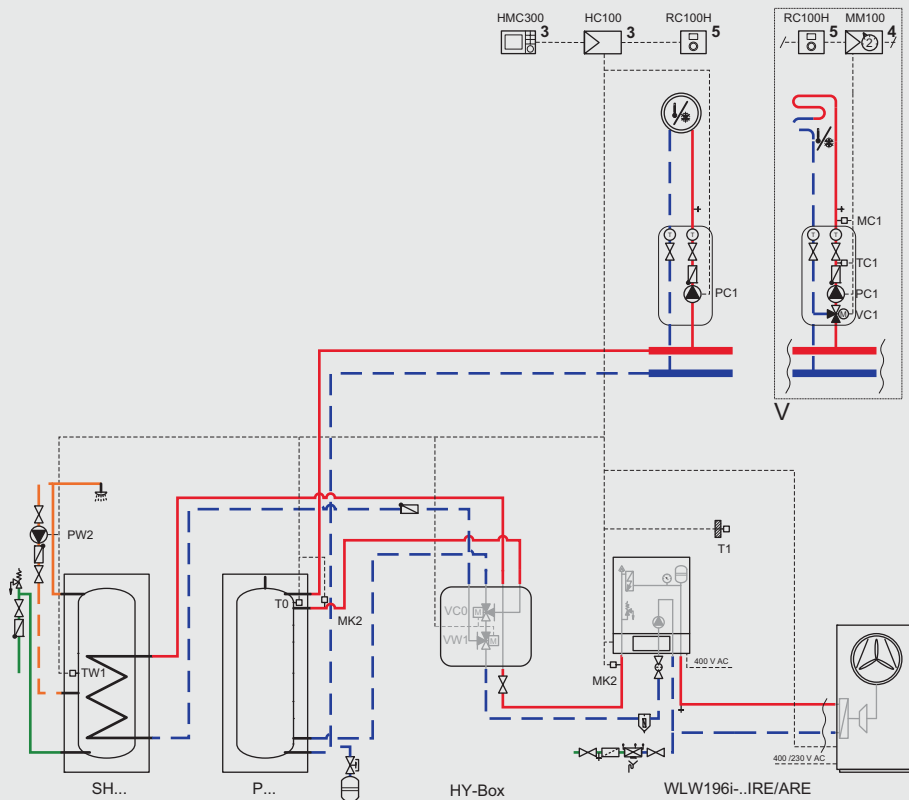 HMC300 HC100 RC100H RC100H MM100
3 3 5 5 4
2
MC1
T T T T
TC1
PC1 PC1
M VC1
V
PW2
T1
T0
MK2
VC0 M
VW1 M
TW1
MK2
400 V AC
400 /230 V AC
SH... P... HY-Box WLW196i-..IRE/ARE